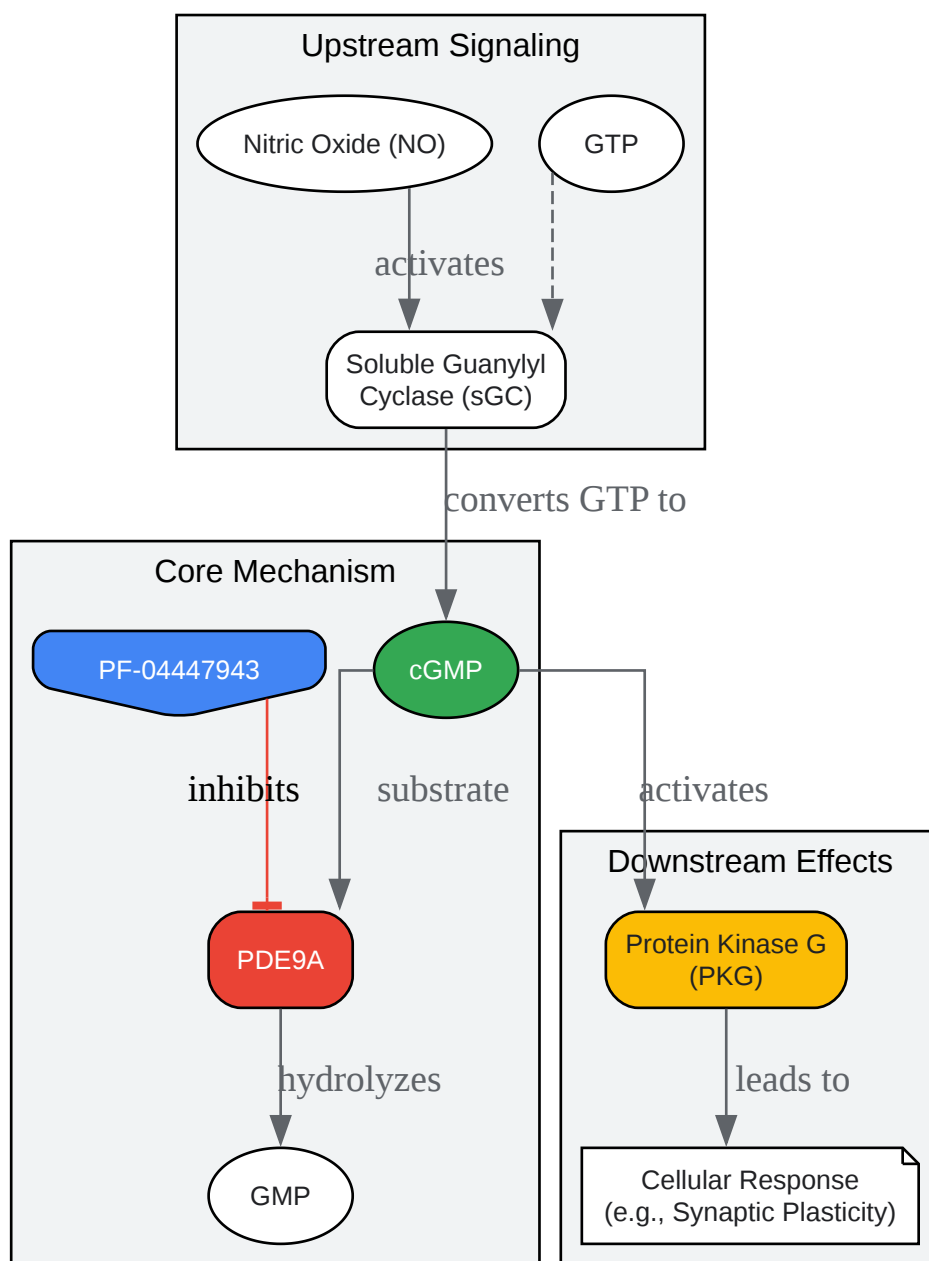 Upstream Signaling
Nitric Oxide (NO)
GTP
activates
Soluble Guanylyl
Cyclase (sGC)
converts GTP to
Core Mechanism
PF-04447943
cGMP
inhibits
substrate
activates
Downstream Effects
PDE9A
Protein Kinase G
(PKG)
hydrolyzes
leads to
GMP
Cellular Response
(e.g., Synaptic Plasticity)